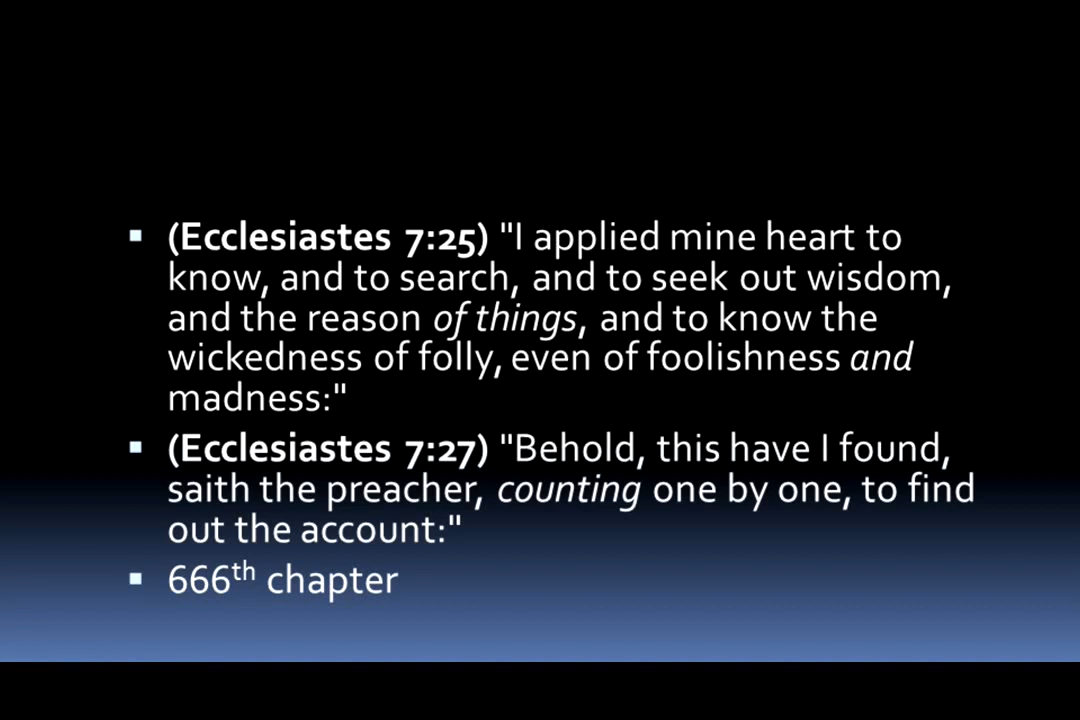 ▪ (Ecclesiastes 7:25) "I applied mine heart to
know, and to search, and to seek out wisdom,
and the reason of things, and to know the
wickedness of folly, even of foolishness and
madness:"
▪ (Ecclesiastes 7:27) "Behold, this have I found,
saith the preacher, counting one by one, to find
out the account:"
▪ 666th chapter